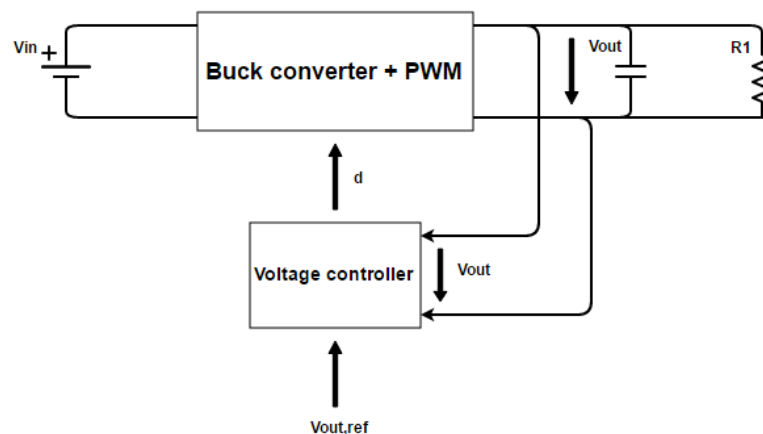 Vin
+
Buck converter + PWM
Vout
R1
d
Voltage controller
Vout
Vout,ref